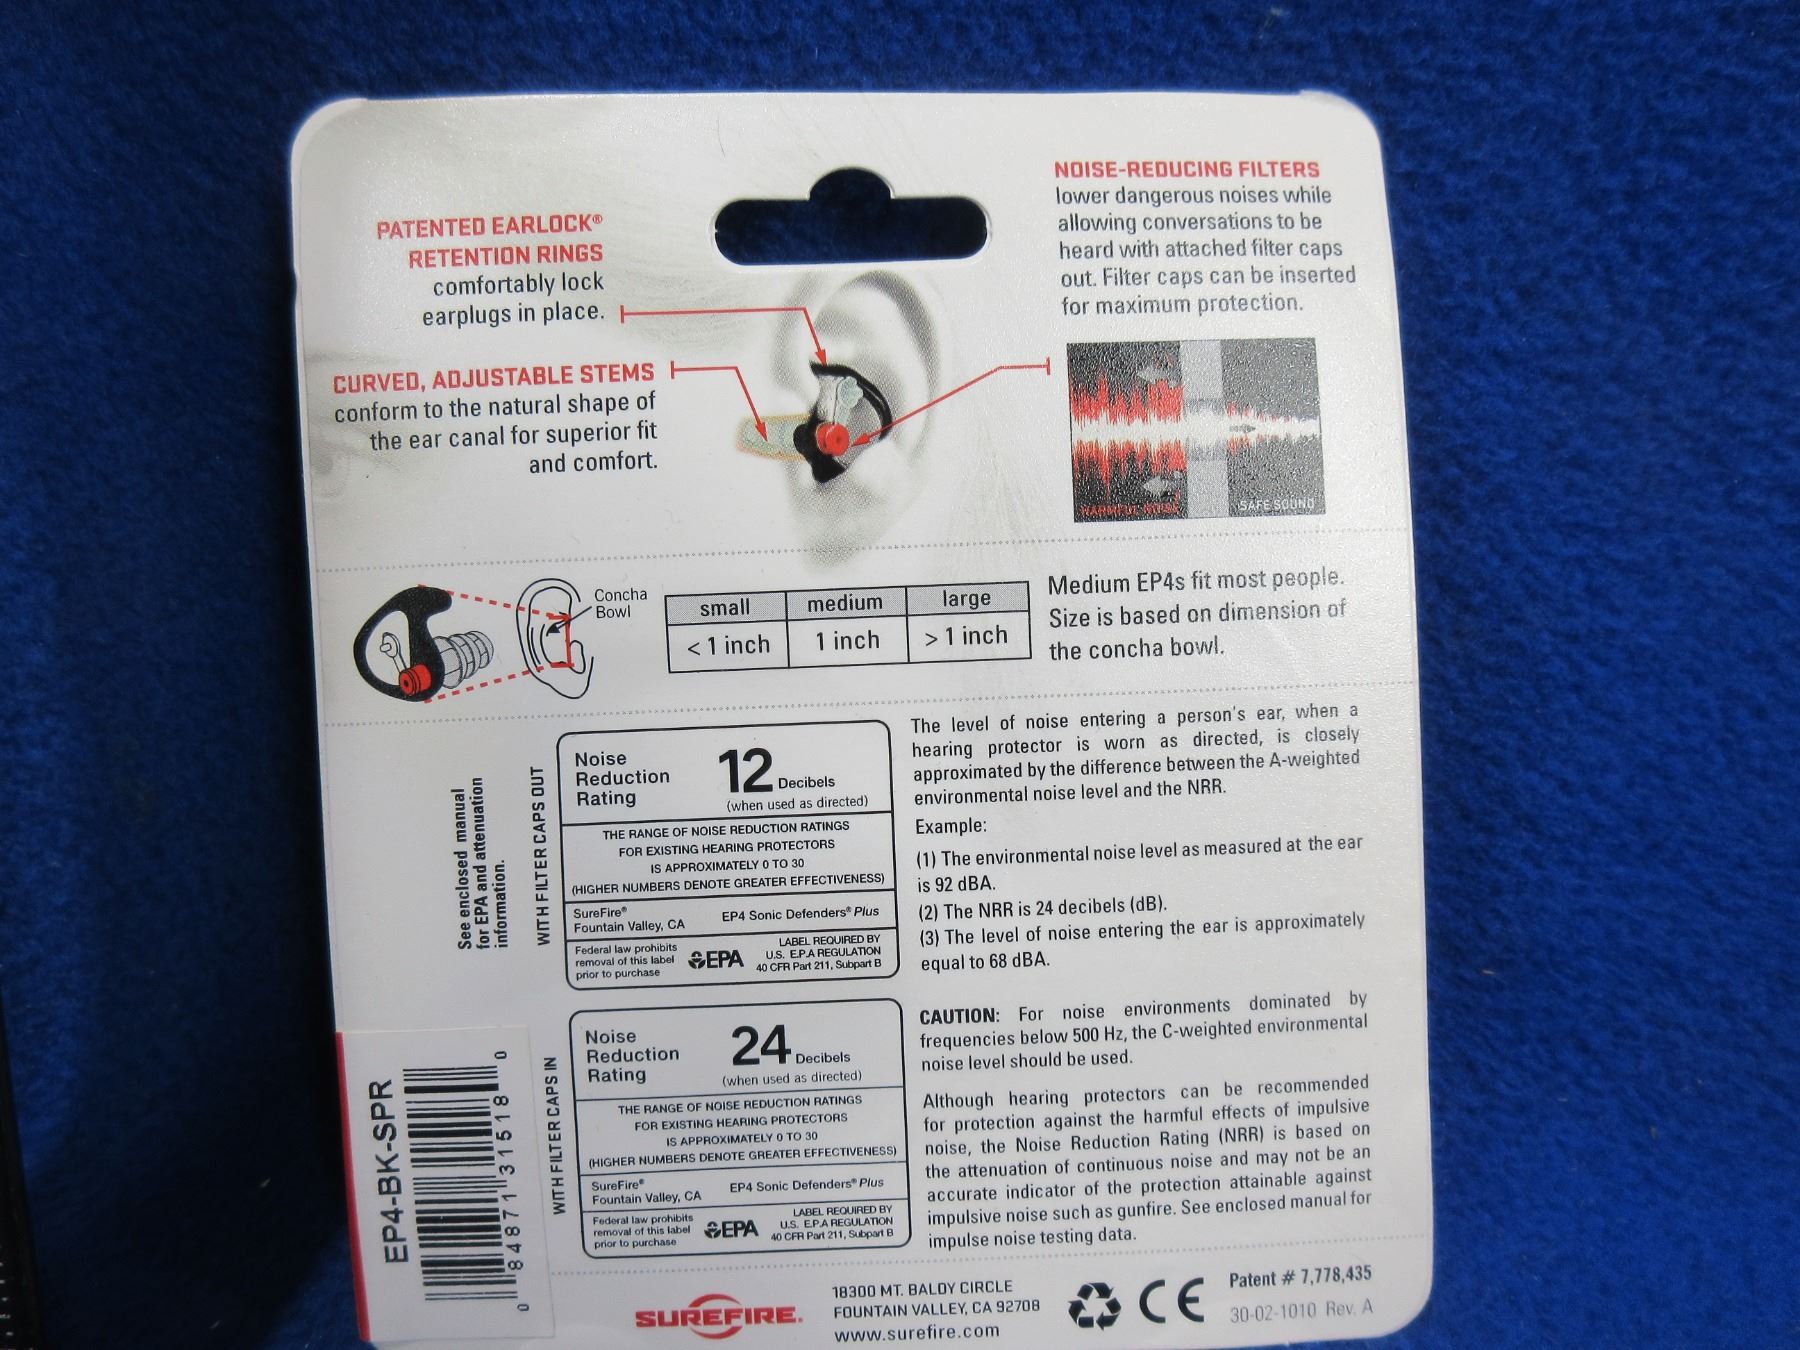 PATENTED EARLOCK®
RETENTION RINGS
comfortably lock
earplugs in place.
CURVED, ADJUSTABLE STEMS
conform to the natural shape of
the ear canal for superior fit
and comfort.
NOISE-REDUCING FILTERS
lower dangerous noises while
allowing conversations to be
heard with attached filter caps
out. Filter caps can be inserted
for maximum protection.
HARMFUL NOISE
SAFE SOUND
Concha
Bowl
small medium large
< 1 inch 1 inch > 1 inch
Medium EP4s fit most people.
Size is based on dimension of
the concha bowl.
See enclosed manual
for EPA and attenuation
information.
WITH FILTER CAPS OUT
Noise
Reduction
Rating
12 Decibels
(when used as directed)
THE RANGE OF NOISE REDUCTION RATINGS
FOR EXISTING HEARING PROTECTORS
IS APPROXIMATELY 0 TO 30
(HIGHER NUMBERS DENOTE GREATER EFFECTIVENESS)
SureFire®
Fountain Valley, CA
EP4 Sonic Defenders® Plus
Federal law prohibits
removal of this label
prior to purchase
EPA
LABEL REQUIRED BY
U.S. E.P.A REGULATION
40 CFR Part 211, Subpart B
WITH FILTER CAPS IN
Noise
Reduction
Rating
24 Decibels
(when used as directed)
THE RANGE OF NOISE REDUCTION RATINGS
FOR EXISTING HEARING PROTECTORS
IS APPROXIMATELY 0 TO 30
(HIGHER NUMBERS DENOTE GREATER EFFECTIVENESS)
SureFire®
Fountain Valley, CA
EP4 Sonic Defenders® Plus
Federal law prohibits
removal of this label
prior to purchase
EPA
LABEL REQUIRED BY
U.S. E.P.A REGULATION
40 CFR Part 211, Subpart B
The level of noise entering a person's ear, when a
hearing protector is worn as directed, is closely
approximated by the difference between the A-weighted
environmental noise level and the NRR.
Example:
(1) The environmental noise level as measured at the ear
is 92 dBA.
(2) The NRR is 24 decibels (dB).
(3) The level of noise entering the ear is approximately
equal to 68 dBA.
CAUTION: For noise environments dominated by
frequencies below 500 Hz, the C-weighted environmental
noise level should be used.
Although hearing protectors can be recommended
for protection against the harmful effects of impulsive
noise, the Noise Reduction Rating (NRR) is based on
the attenuation of continuous noise and may not be an
accurate indicator of the protection attainable against
impulsive noise such as gunfire. See enclosed manual for
impulse noise testing data.
EP4-BK-SPR
0 84871 31518 0
SUREFIRE.
18300 MT. BALDY CIRCLE
FOUNTAIN VALLEY, CA 92708
www.surefire.com
CE
Patent # 7,778,435
30-02-1010 Rev. A